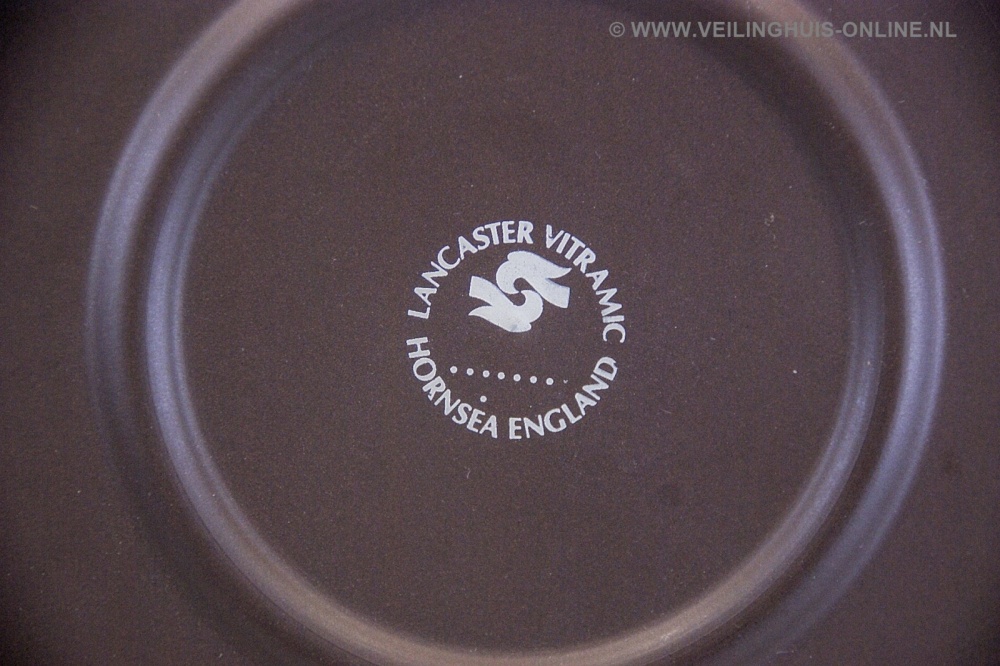 © WWW.VEILINGHUIS-ONLINE.NL
LANCASTER VITRAMIC
HORNSEA ENGLAND